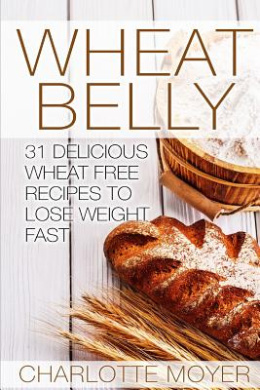 WHEAT
BELLY
31 DELICIOUS
WHEAT FREE
RECIPES TO
LOSE WEIGHT
FAST
CHARLOTTE MOYER